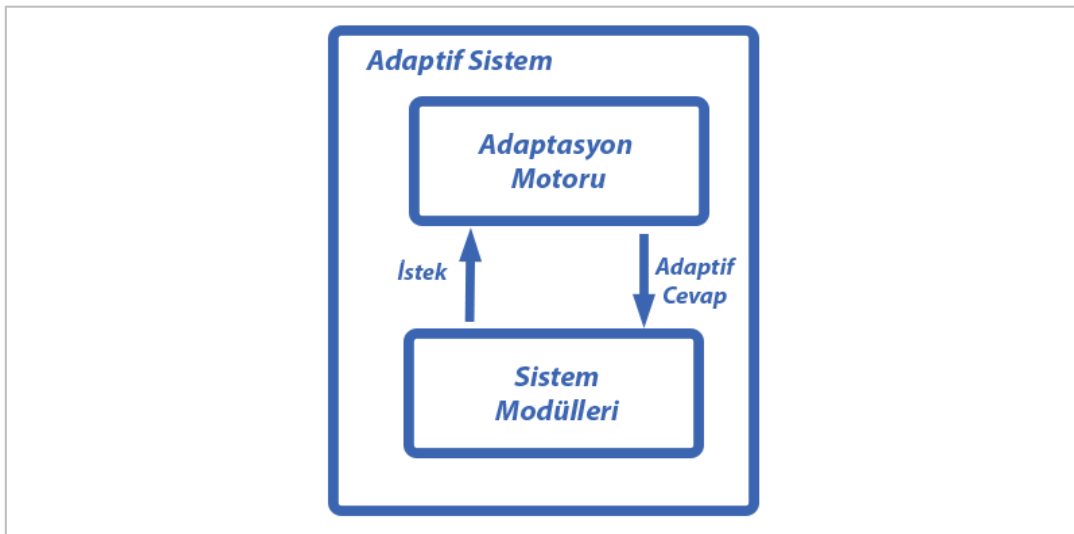 Adaptif Sistem
Adaptasyon
Motoru
İstek
Adaptif
Cevap
Sistem
Modülleri